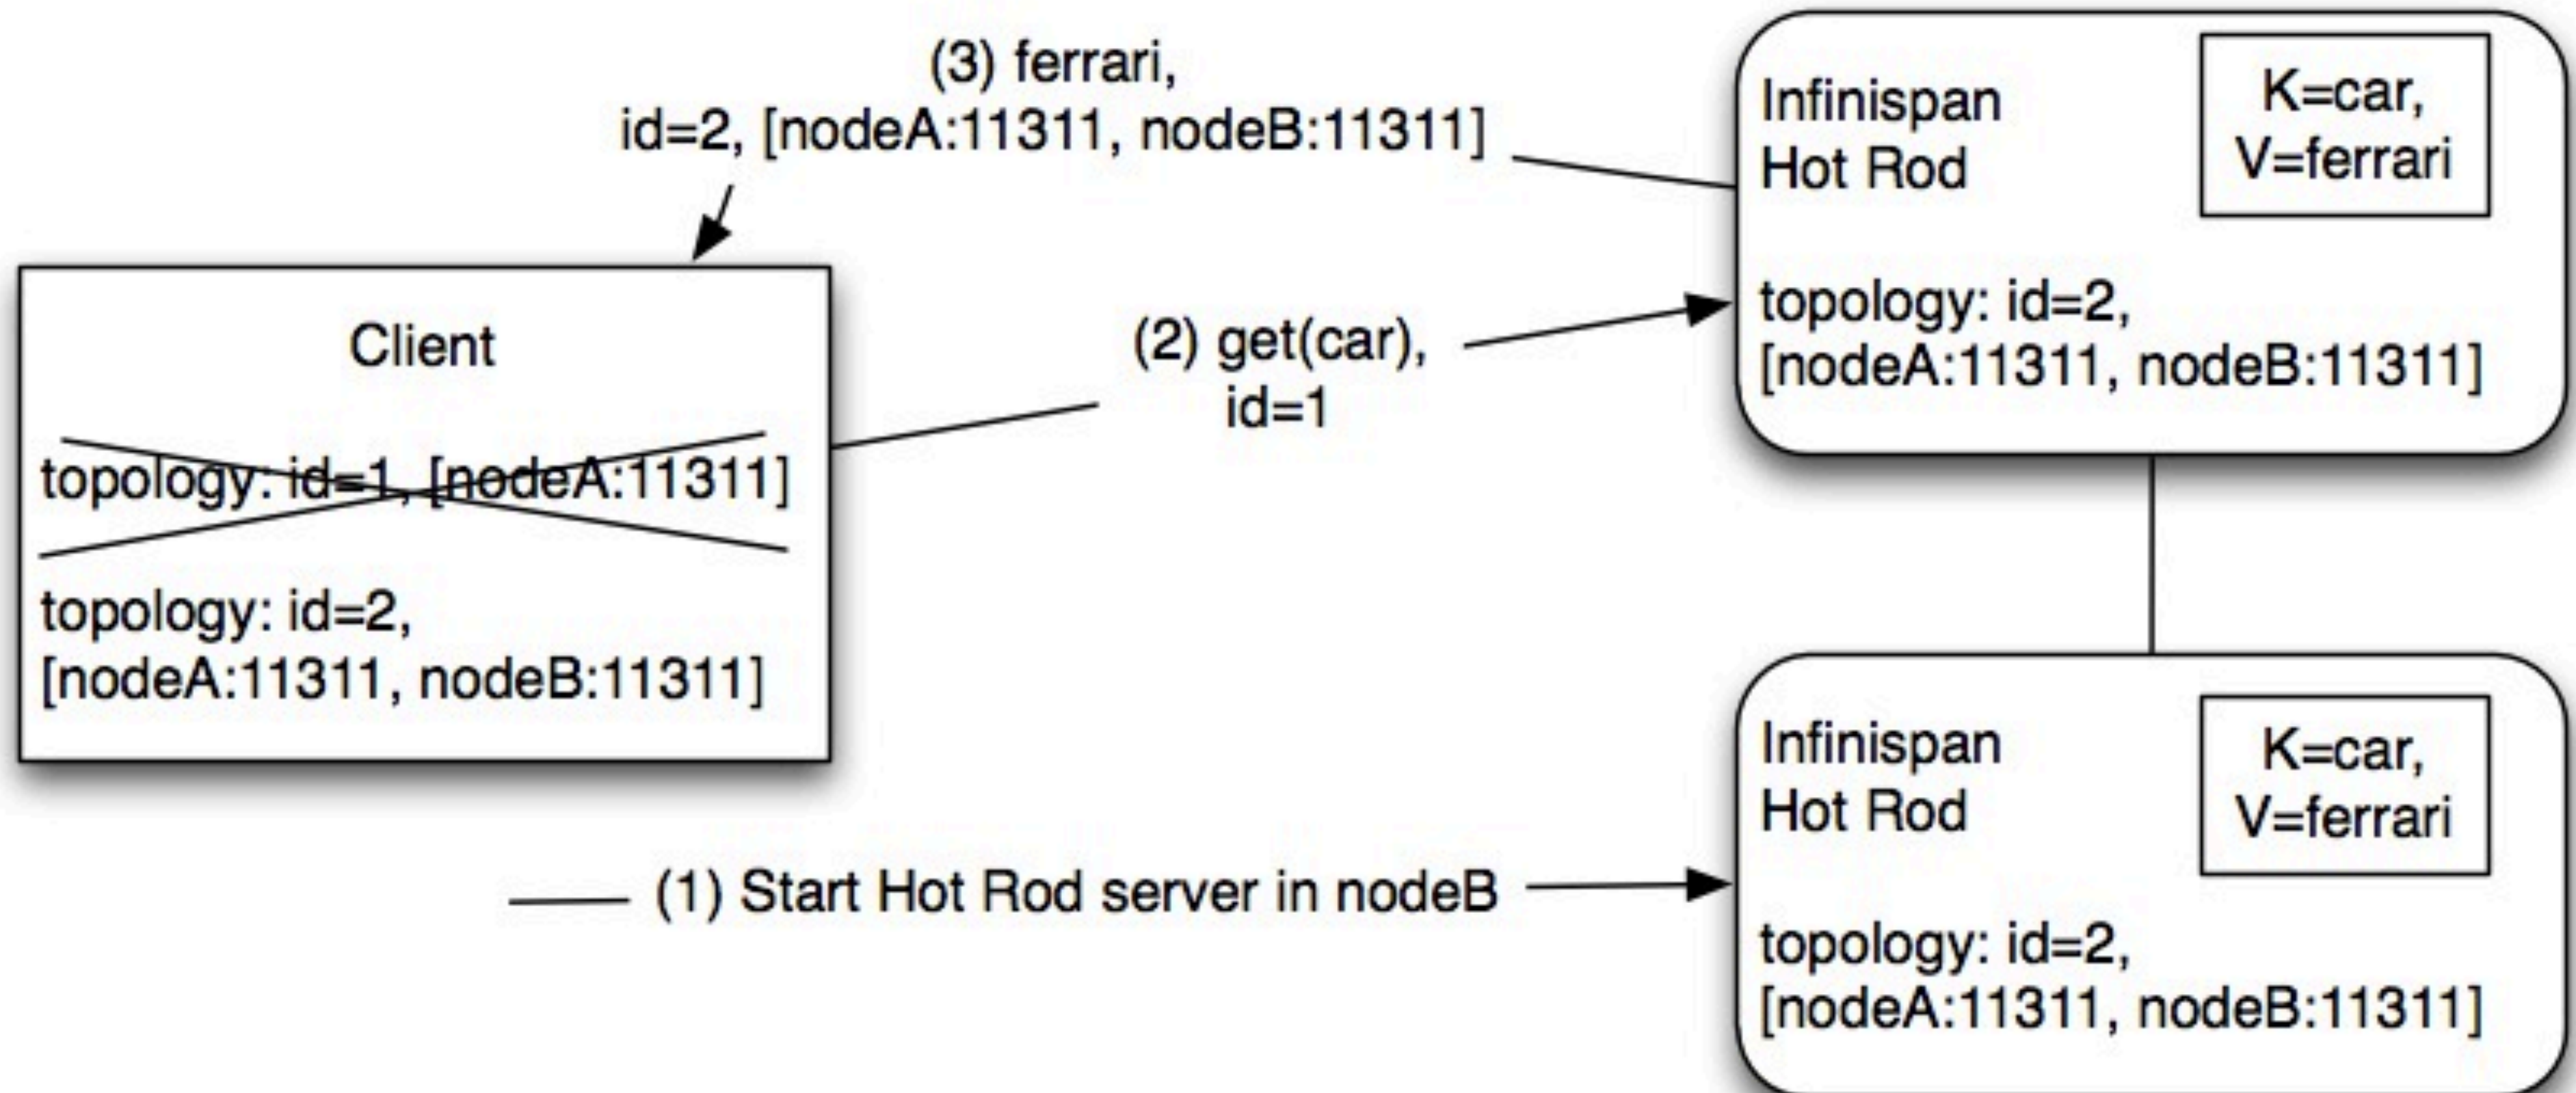 (3) ferrari,
id=2, [nodeA:11311, nodeB:11311]
Infinispan
Hot Rod
K=car,
V=ferrari
topology: id=2,
[nodeA:11311, nodeB:11311]
Client
topology: id=1, [nodeA:11311]
topology: id=2,
[nodeA:11311, nodeB:11311]
(2) get(car),
id=1
(1) Start Hot Rod server in nodeB
Infinispan
Hot Rod
K=car,
V=ferrari
topology: id=2,
[nodeA:11311, nodeB:11311]